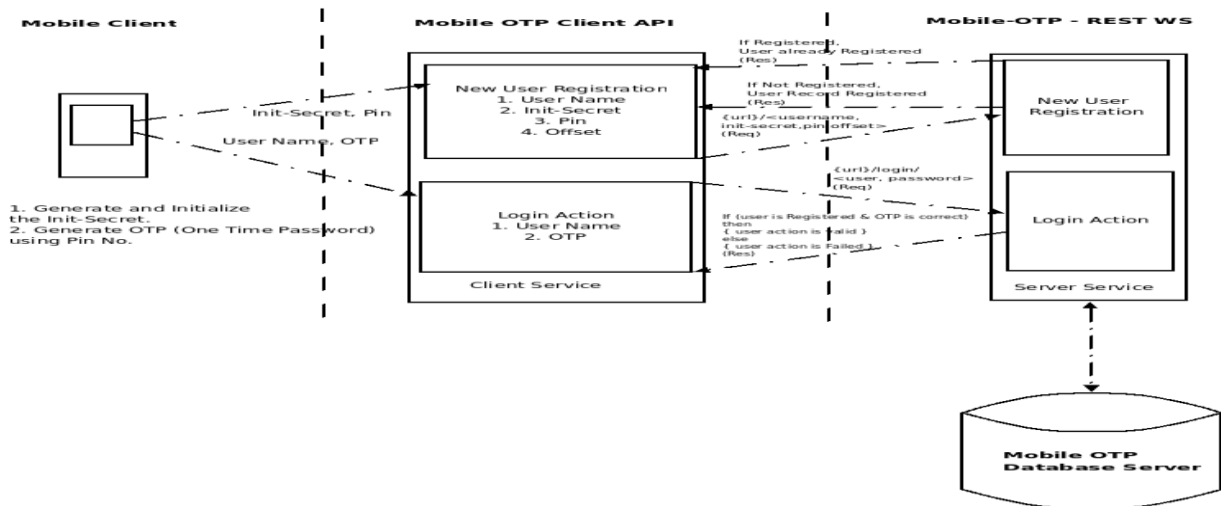 Mobile Client
Mobile OTP Client API
Mobile-OTP - REST WS
Init-Secret, Pin
User Name, OTP
1. Generate and Initialize
the Init-Secret.
2. Generate OTP (One Time Password)
using Pin No.
New User Registration
1. User Name
2. Init-Secret
3. Pin
4. Offset
Login Action
1. User Name
2. OTP
Client Service
If Registered,
User already Registered
(Res)
If Not Registered,
User Record Registered
(Res)
{url}/<username,
init-secret,pin,offset>
(Req)
{url}/login/
<user, password>
(Req)
If (user is Registered & OTP is correct)
then
{ user action is Valid }
else
{ user action is Failed }
(Res)
New User
Registration
Login Action
Server Service
Mobile OTP
Database Server